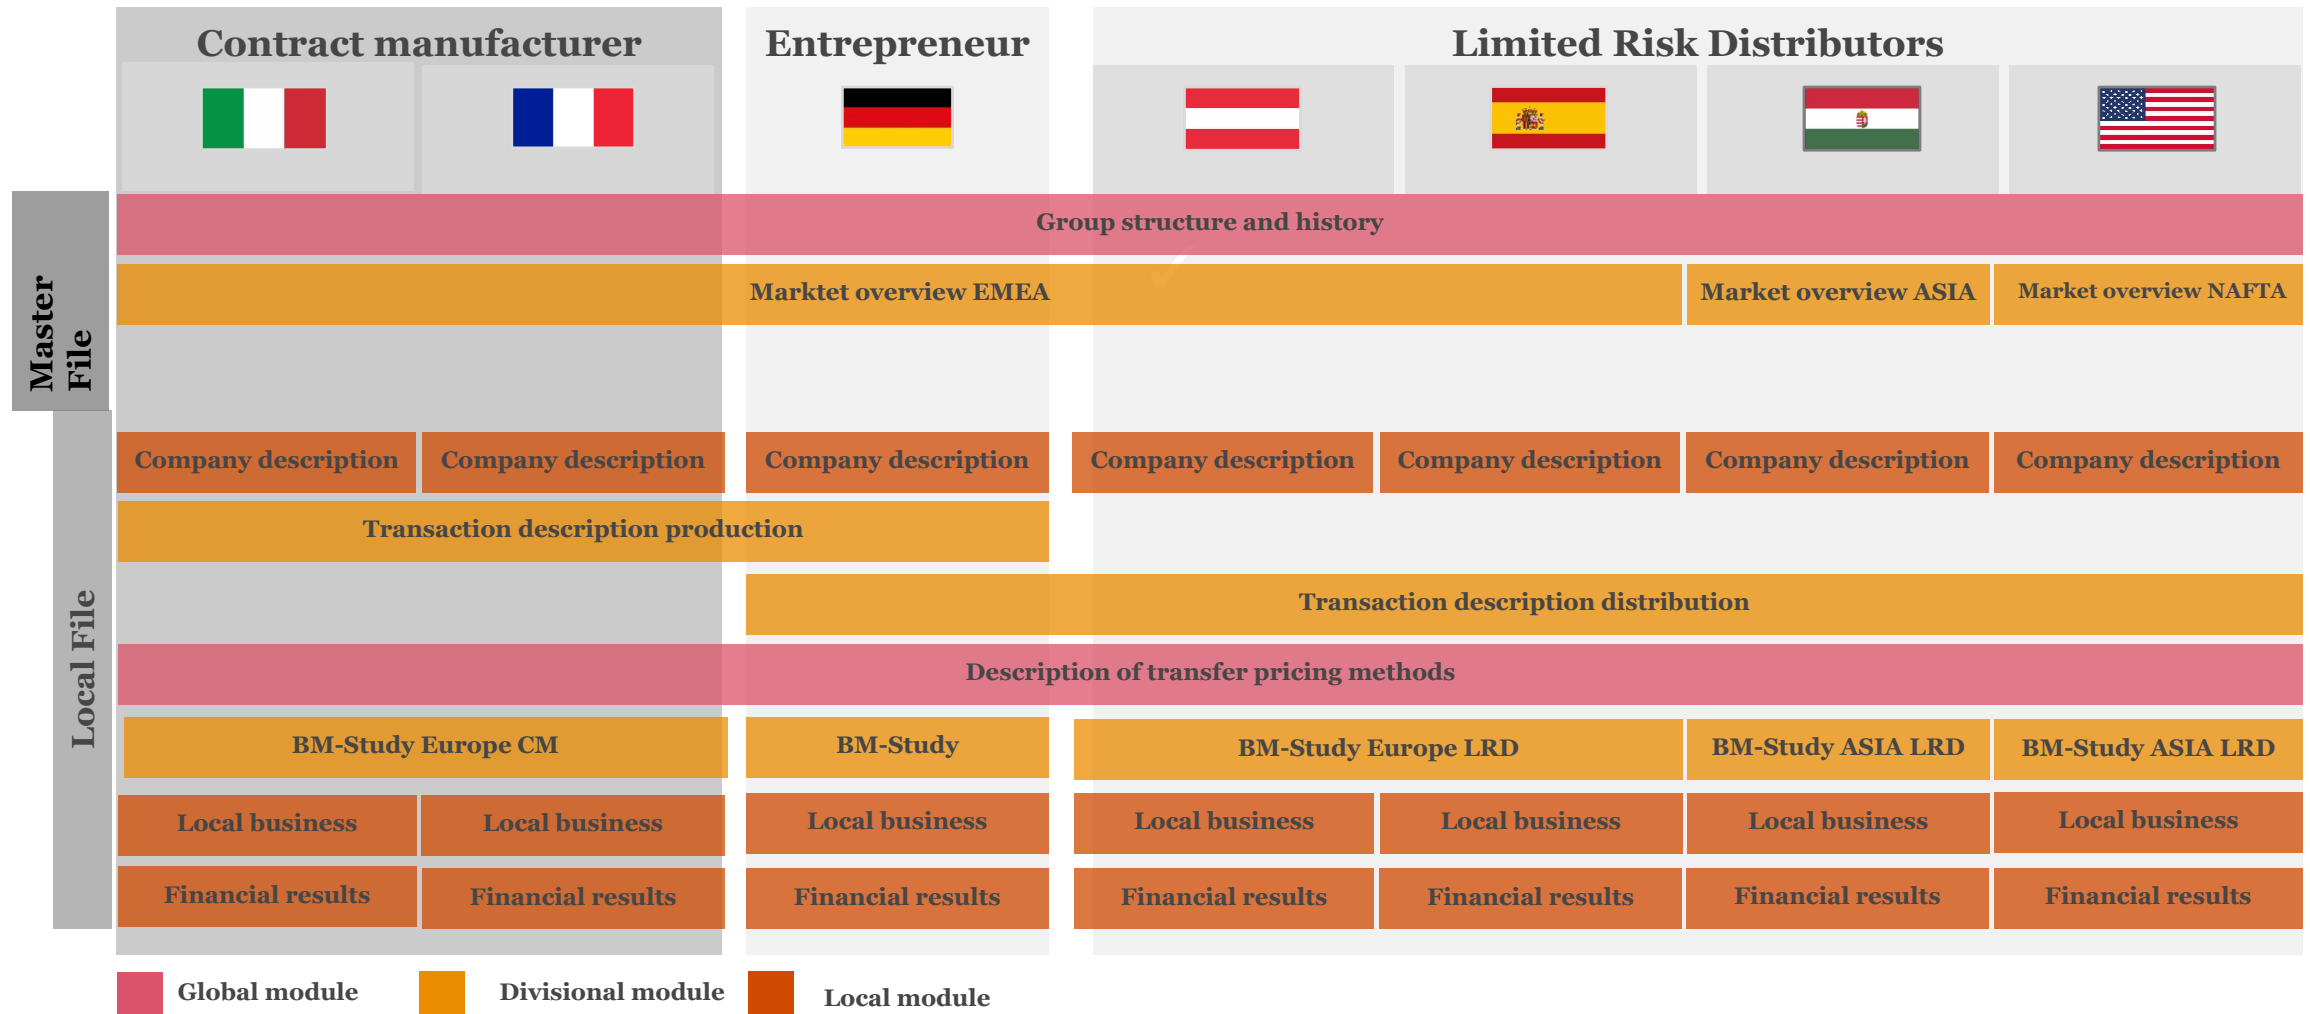 Contract manufacturer
Entrepreneur
Limited Risk Distributors
Master
File
Group structure and history
Marktet overview EMEA
Market overview ASIA
Market overview NAFTA
Local File
Company description
Company description
Company description
Company description
Company description
Company description
Company description
Transaction description production
Transaction description distribution
Description of transfer pricing methods
BM-Study Europe CM
BM-Study
BM-Study Europe LRD
BM-Study ASIA LRD
BM-Study ASIA LRD
Local business
Local business
Local business
Local business
Local business
Local business
Local business
Financial results
Financial results
Financial results
Financial results
Financial results
Financial results
Financial results
Global module
Divisional module
Local module